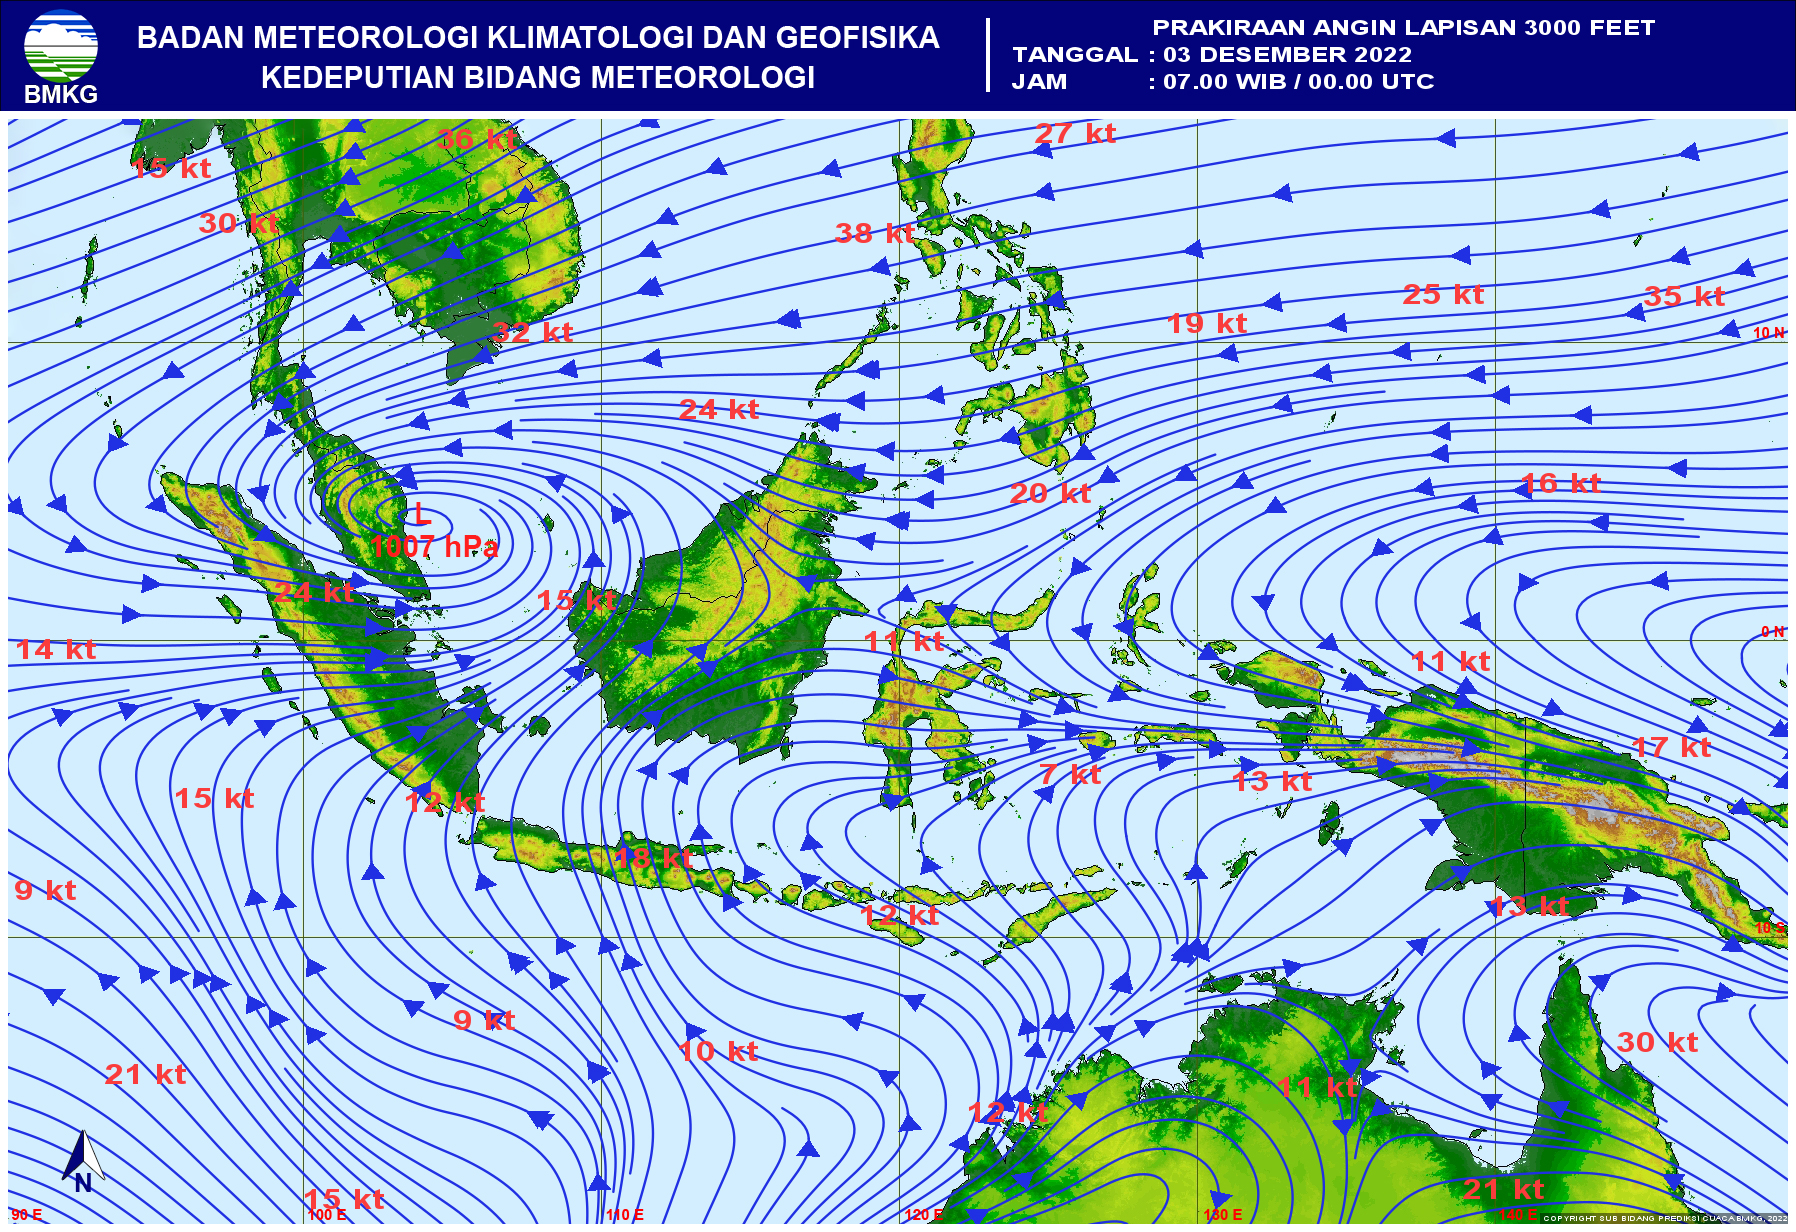 BADAN METEOROLOGI KLIMATOLOGI DAN GEOFISIKA
KEDEPUTIAN BIDANG METEOROLOGI
BMKG
PRAKIRAAN ANGIN LAPISAN 3000 FEET
TANGGAL : 03 DESEMBER 2022
JAM : 07.00 WIB / 00.00 UTC
36 kt
27 kt
15 kt
30 kt
38 kt
25 kt
35 kt
19 kt
32 kt
10 N
24 kt
16 kt
20 kt
L
1007 hPa
24 kt
15 kt
0 N
11 kt
14 kt
11 kt
17 kt
7 kt
13 kt
15 kt
12 kt
18 kt
9 kt
13 kt
12 kt
10 S
9 kt
30 kt
10 kt
21 kt
11 kt
12 kt
N
21 kt
15 kt
90 E
100 E
110 E
120 E
130 E
140 E
COPYRIGHT SUB BIDANG PREDIKSI CUACA BMKG, 2022